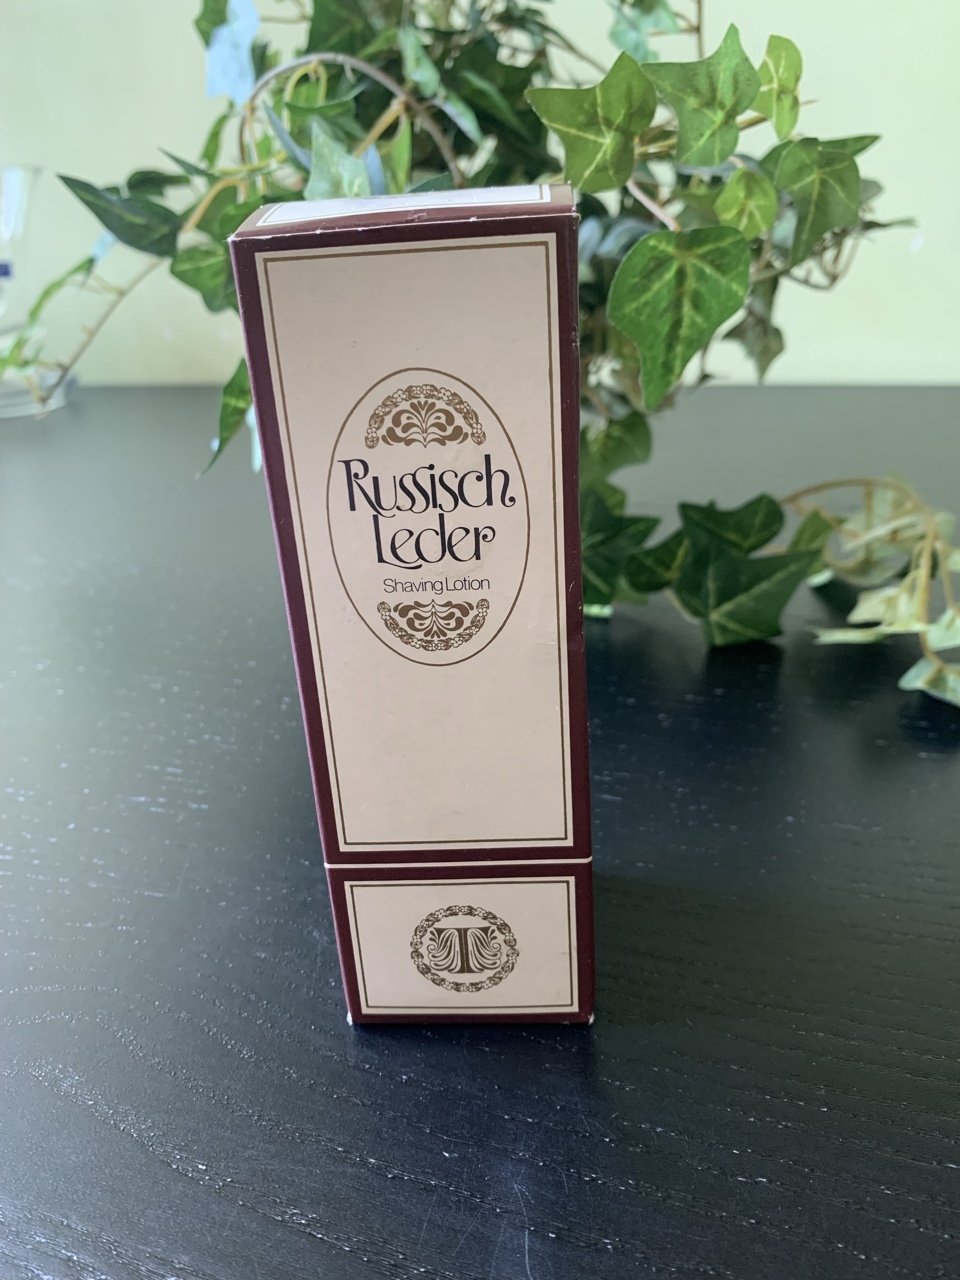 Russisch
Leder
Shaving Lotion
T